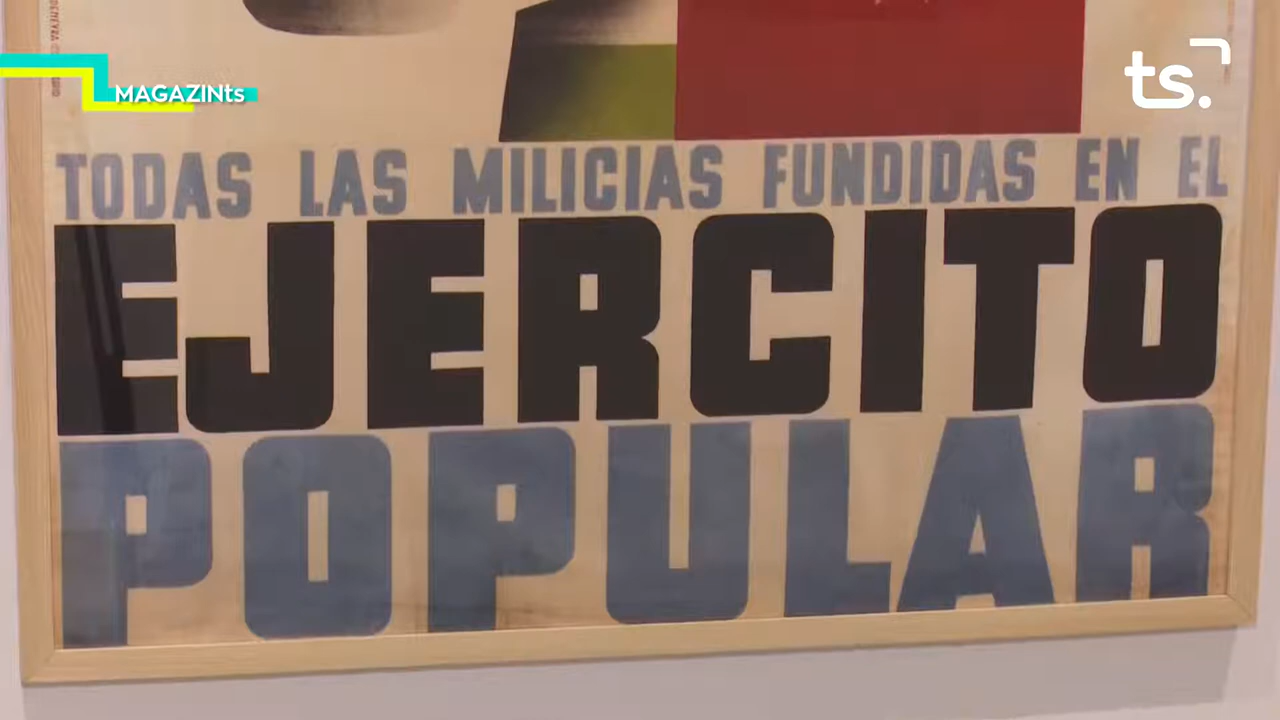 MAGAZINts
ts.
TODAS LAS MILICIAS FUNDIDAS EN EL
EJERCITO
POPULAR